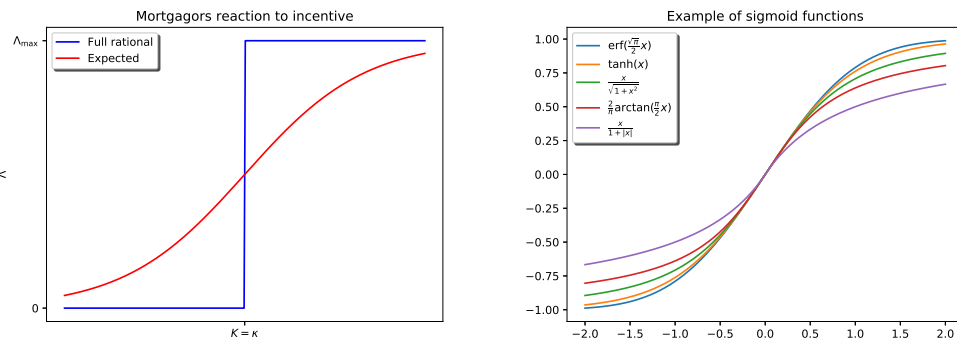 Mortgagors reaction to incentive
Λmax
Full rational
Expected
0
K = κ
Example of sigmoid functions
1.00
0.75
0.50
0.25
0.00
−0.25
−0.50
−0.75
−1.00
erf(√π/2 x)
tanh(x)
x/√(1+x²)
2/π arctan(π/2 x)
x/(1+|x|)
−2.0 −1.5 −1.0 −0.5 0.0 0.5 1.0 1.5 2.0